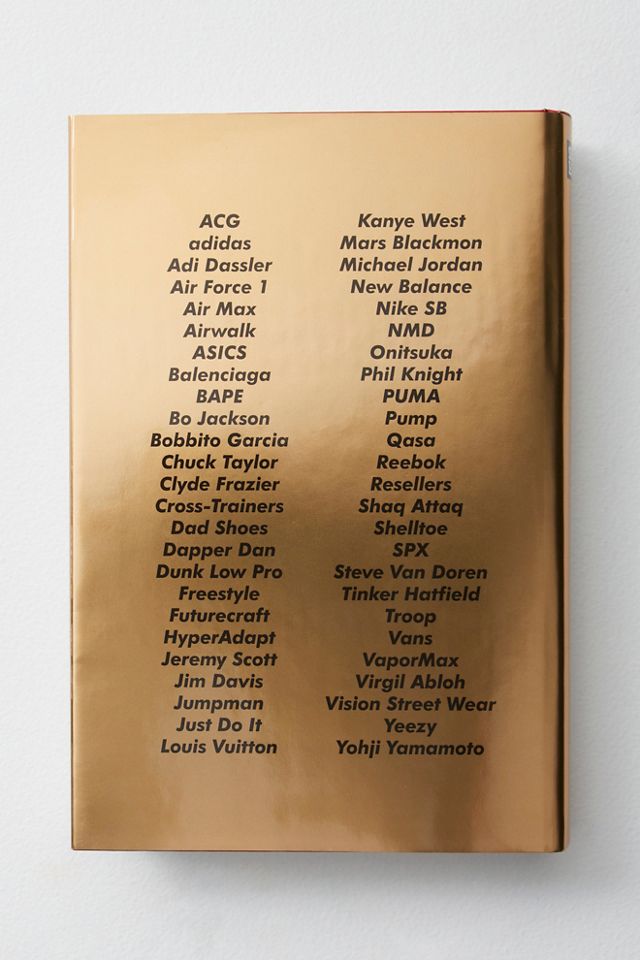 ACG
adidas
Adi Dassler
Air Force 1
Air Max
Airwalk
ASICS
Balenciaga
BAPE
Bo Jackson
Bobbito Garcia
Chuck Taylor
Clyde Frazier
Cross-Trainers
Dad Shoes
Dapper Dan
Dunk Low Pro
Freestyle
Futurecraft
HyperAdapt
Jeremy Scott
Jim Davis
Jumpman
Just Do It
Louis Vuitton
Kanye West
Mars Blackmon
Michael Jordan
New Balance
Nike SB
NMD
Onitsuka
Phil Knight
PUMA
Pump
Qasa
Reebok
Resellers
Shaq Attaq
Shelltoe
SPX
Steve Van Doren
Tinker Hatfield
Troop
Vans
VaporMax
Virgil Abloh
Vision Street Wear
Yeezy
Yohji Yamamoto